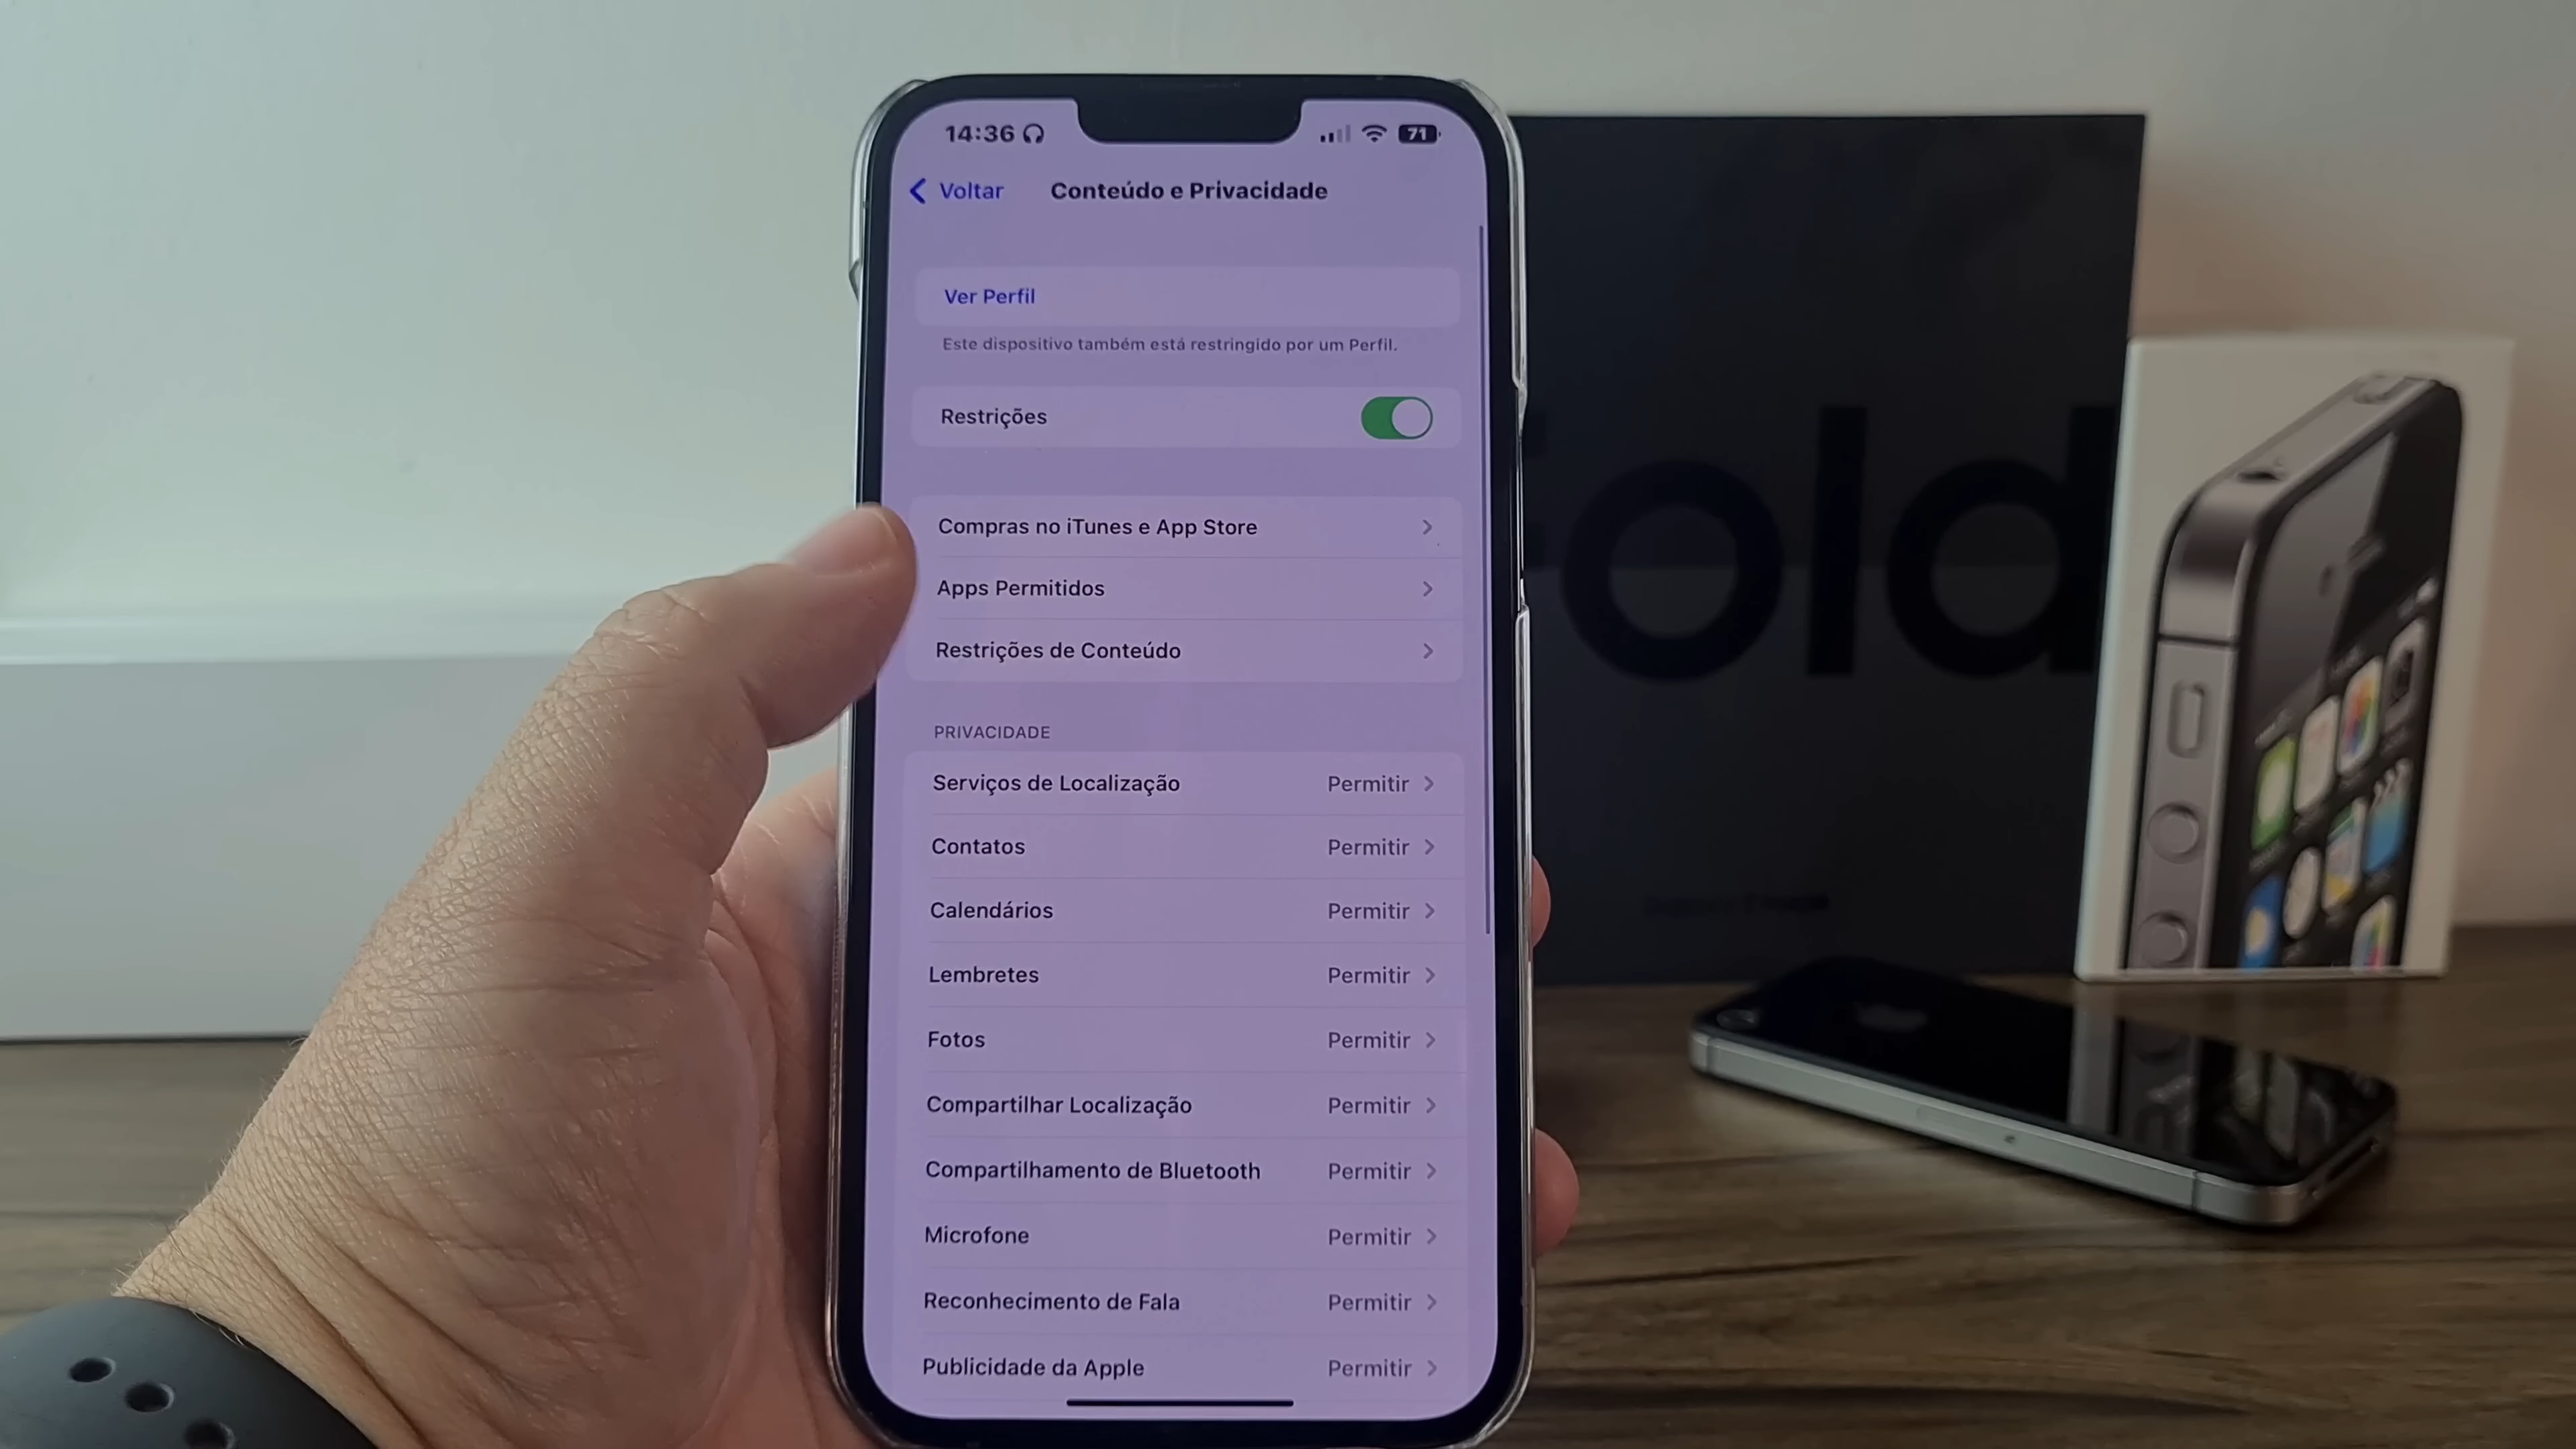 14:36
71
Voltar
Conteúdo e Privacidade
Ver Perfil
Este dispositivo também está restringido por um Perfil.
Restrições
Compras no iTunes e App Store
Apps Permitidos
Restrições de Conteúdo
PRIVACIDADE
Serviços de Localização Permitir
Contatos Permitir
Calendários Permitir
Lembretes Permitir
Fotos Permitir
Compartilhar Localização Permitir
Compartilhamento de Bluetooth Permitir
Microfone Permitir
Reconhecimento de Fala Permitir
Publicidade da Apple Permitir
Fold